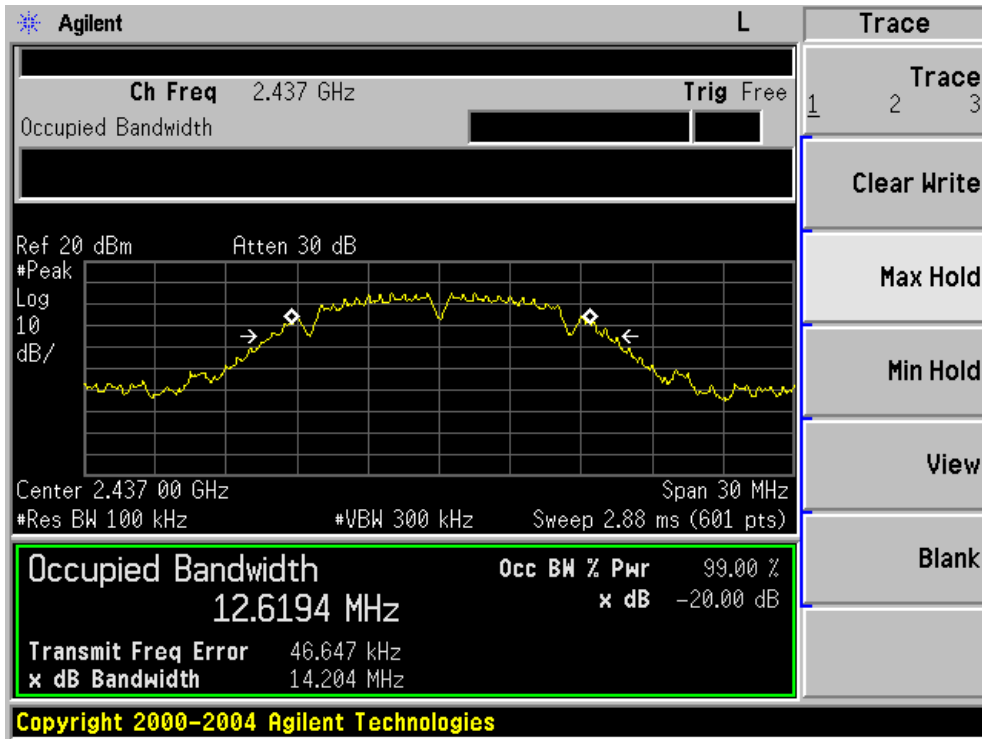 Agilent
L
Trace
Ch Freq 2.437 GHz
Trig Free
Occupied Bandwidth
Ref 20 dBm
Atten 30 dB
#Peak
Log
10
dB/
Center 2.437 00 GHz
Span 30 MHz
#Res BW 100 kHz
#VBW 300 kHz
Sweep 2.88 ms (601 pts)
Occupied Bandwidth
12.6194 MHz
Occ BW % Pwr 99.00 %
x dB -20.00 dB
Transmit Freq Error 46.647 kHz
x dB Bandwidth 14.204 MHz
Copyright 2000-2004 Agilent Technologies
Trace
1 2 3
Clear Write
Max Hold
Min Hold
View
Blank